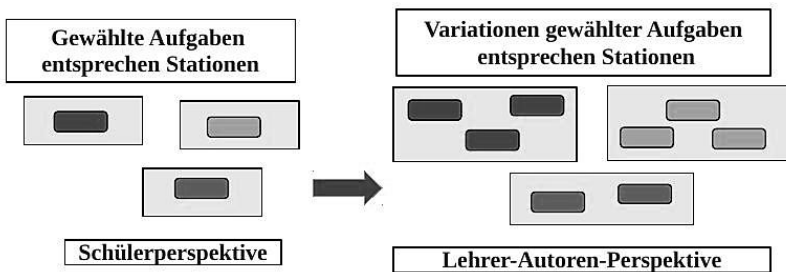 Gewählte Aufgaben
entsprechen Stationen
Schülerperspektive
Variationen gewählter Aufgaben
entsprechen Stationen
Lehrer-Autoren-Perspektive